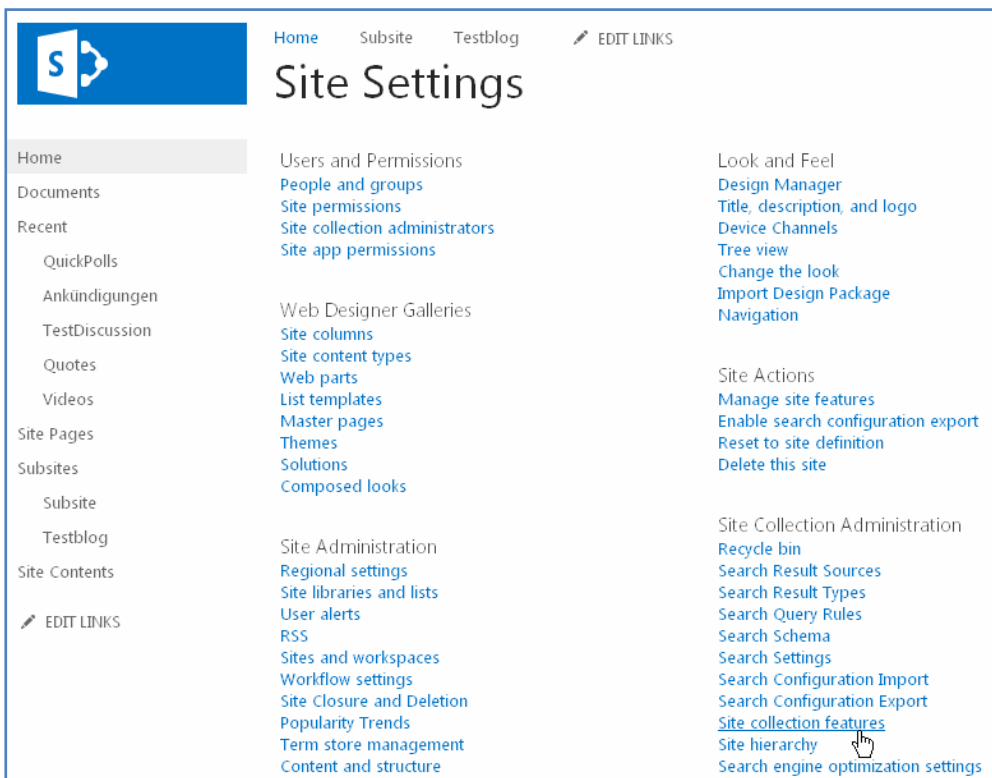 S
Home Subsite Testblog EDIT LINKS
Site Settings
Home
Documents
Recent
QuickPolls
Ankündigungen
TestDiscussion
Quotes
Videos
Site Pages
Subsites
Subsite
Testblog
Site Contents
EDIT LINKS
Users and Permissions
People and groups
Site permissions
Site collection administrators
Site app permissions
Web Designer Galleries
Site columns
Site content types
Web parts
List templates
Master pages
Themes
Solutions
Composed looks
Site Administration
Regional settings
Site libraries and lists
User alerts
RSS
Sites and workspaces
Workflow settings
Site Closure and Deletion
Popularity Trends
Term store management
Content and structure
Look and Feel
Design Manager
Title, description, and logo
Device Channels
Tree view
Change the look
Import Design Package
Navigation
Site Actions
Manage site features
Enable search configuration export
Reset to site definition
Delete this site
Site Collection Administration
Recycle bin
Search Result Sources
Search Result Types
Search Query Rules
Search Schema
Search Settings
Search Configuration Import
Search Configuration Export
Site collection features
Site hierarchy
Search engine optimization settings